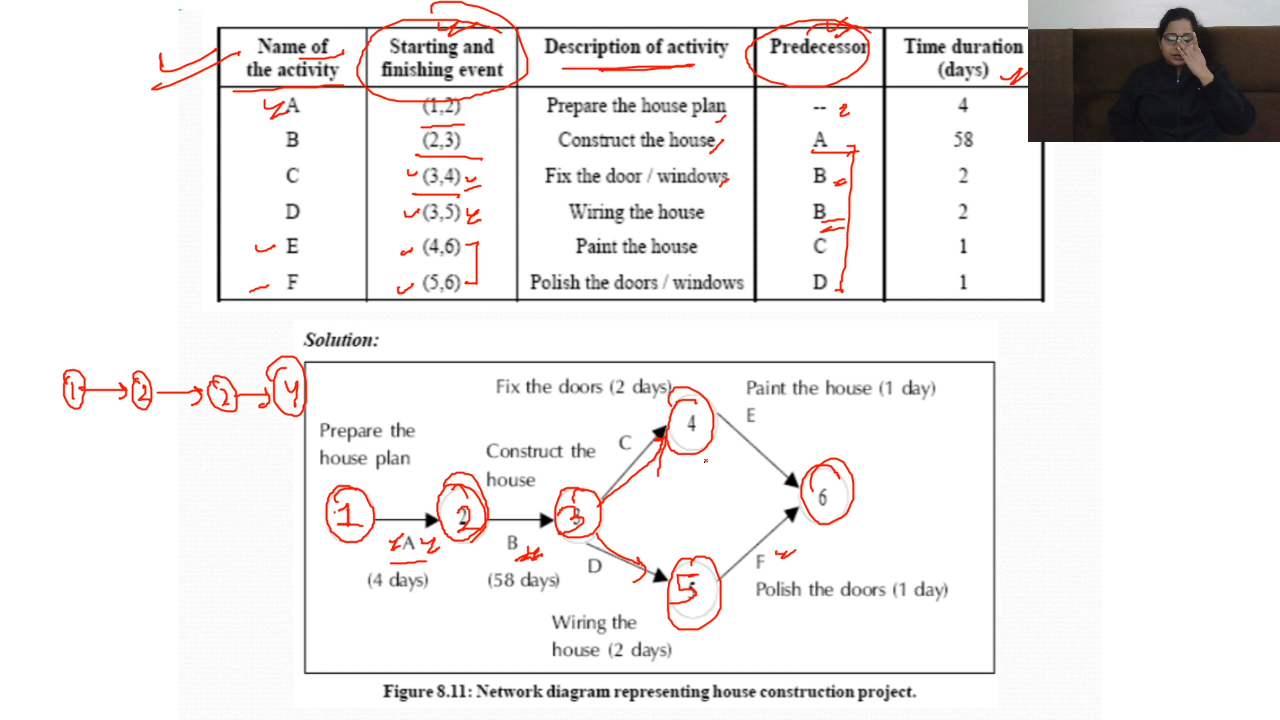 Name of the activity Starting and finishing event Description of activity Predecessor Time duration (days)
A (1,2) Prepare the house plan -- 4
B (2,3) Construct the house A 58
C (3,4) Fix the door / windows B 2
D (3,5) Wiring the house B 2
E (4,6) Paint the house C 1
F (5,6) Polish the doors / windows D 1
Solution:
1 2 2 4
Fix the doors (2 days) Paint the house (1 day)
4 E
Prepare the
house plan
Construct the
house
C
1 2 3 6
A B D F
(4 days) (58 days) 5 Polish the doors (1 day)
Wiring the
house (2 days)
Figure 8.11: Network diagram representing house construction project.